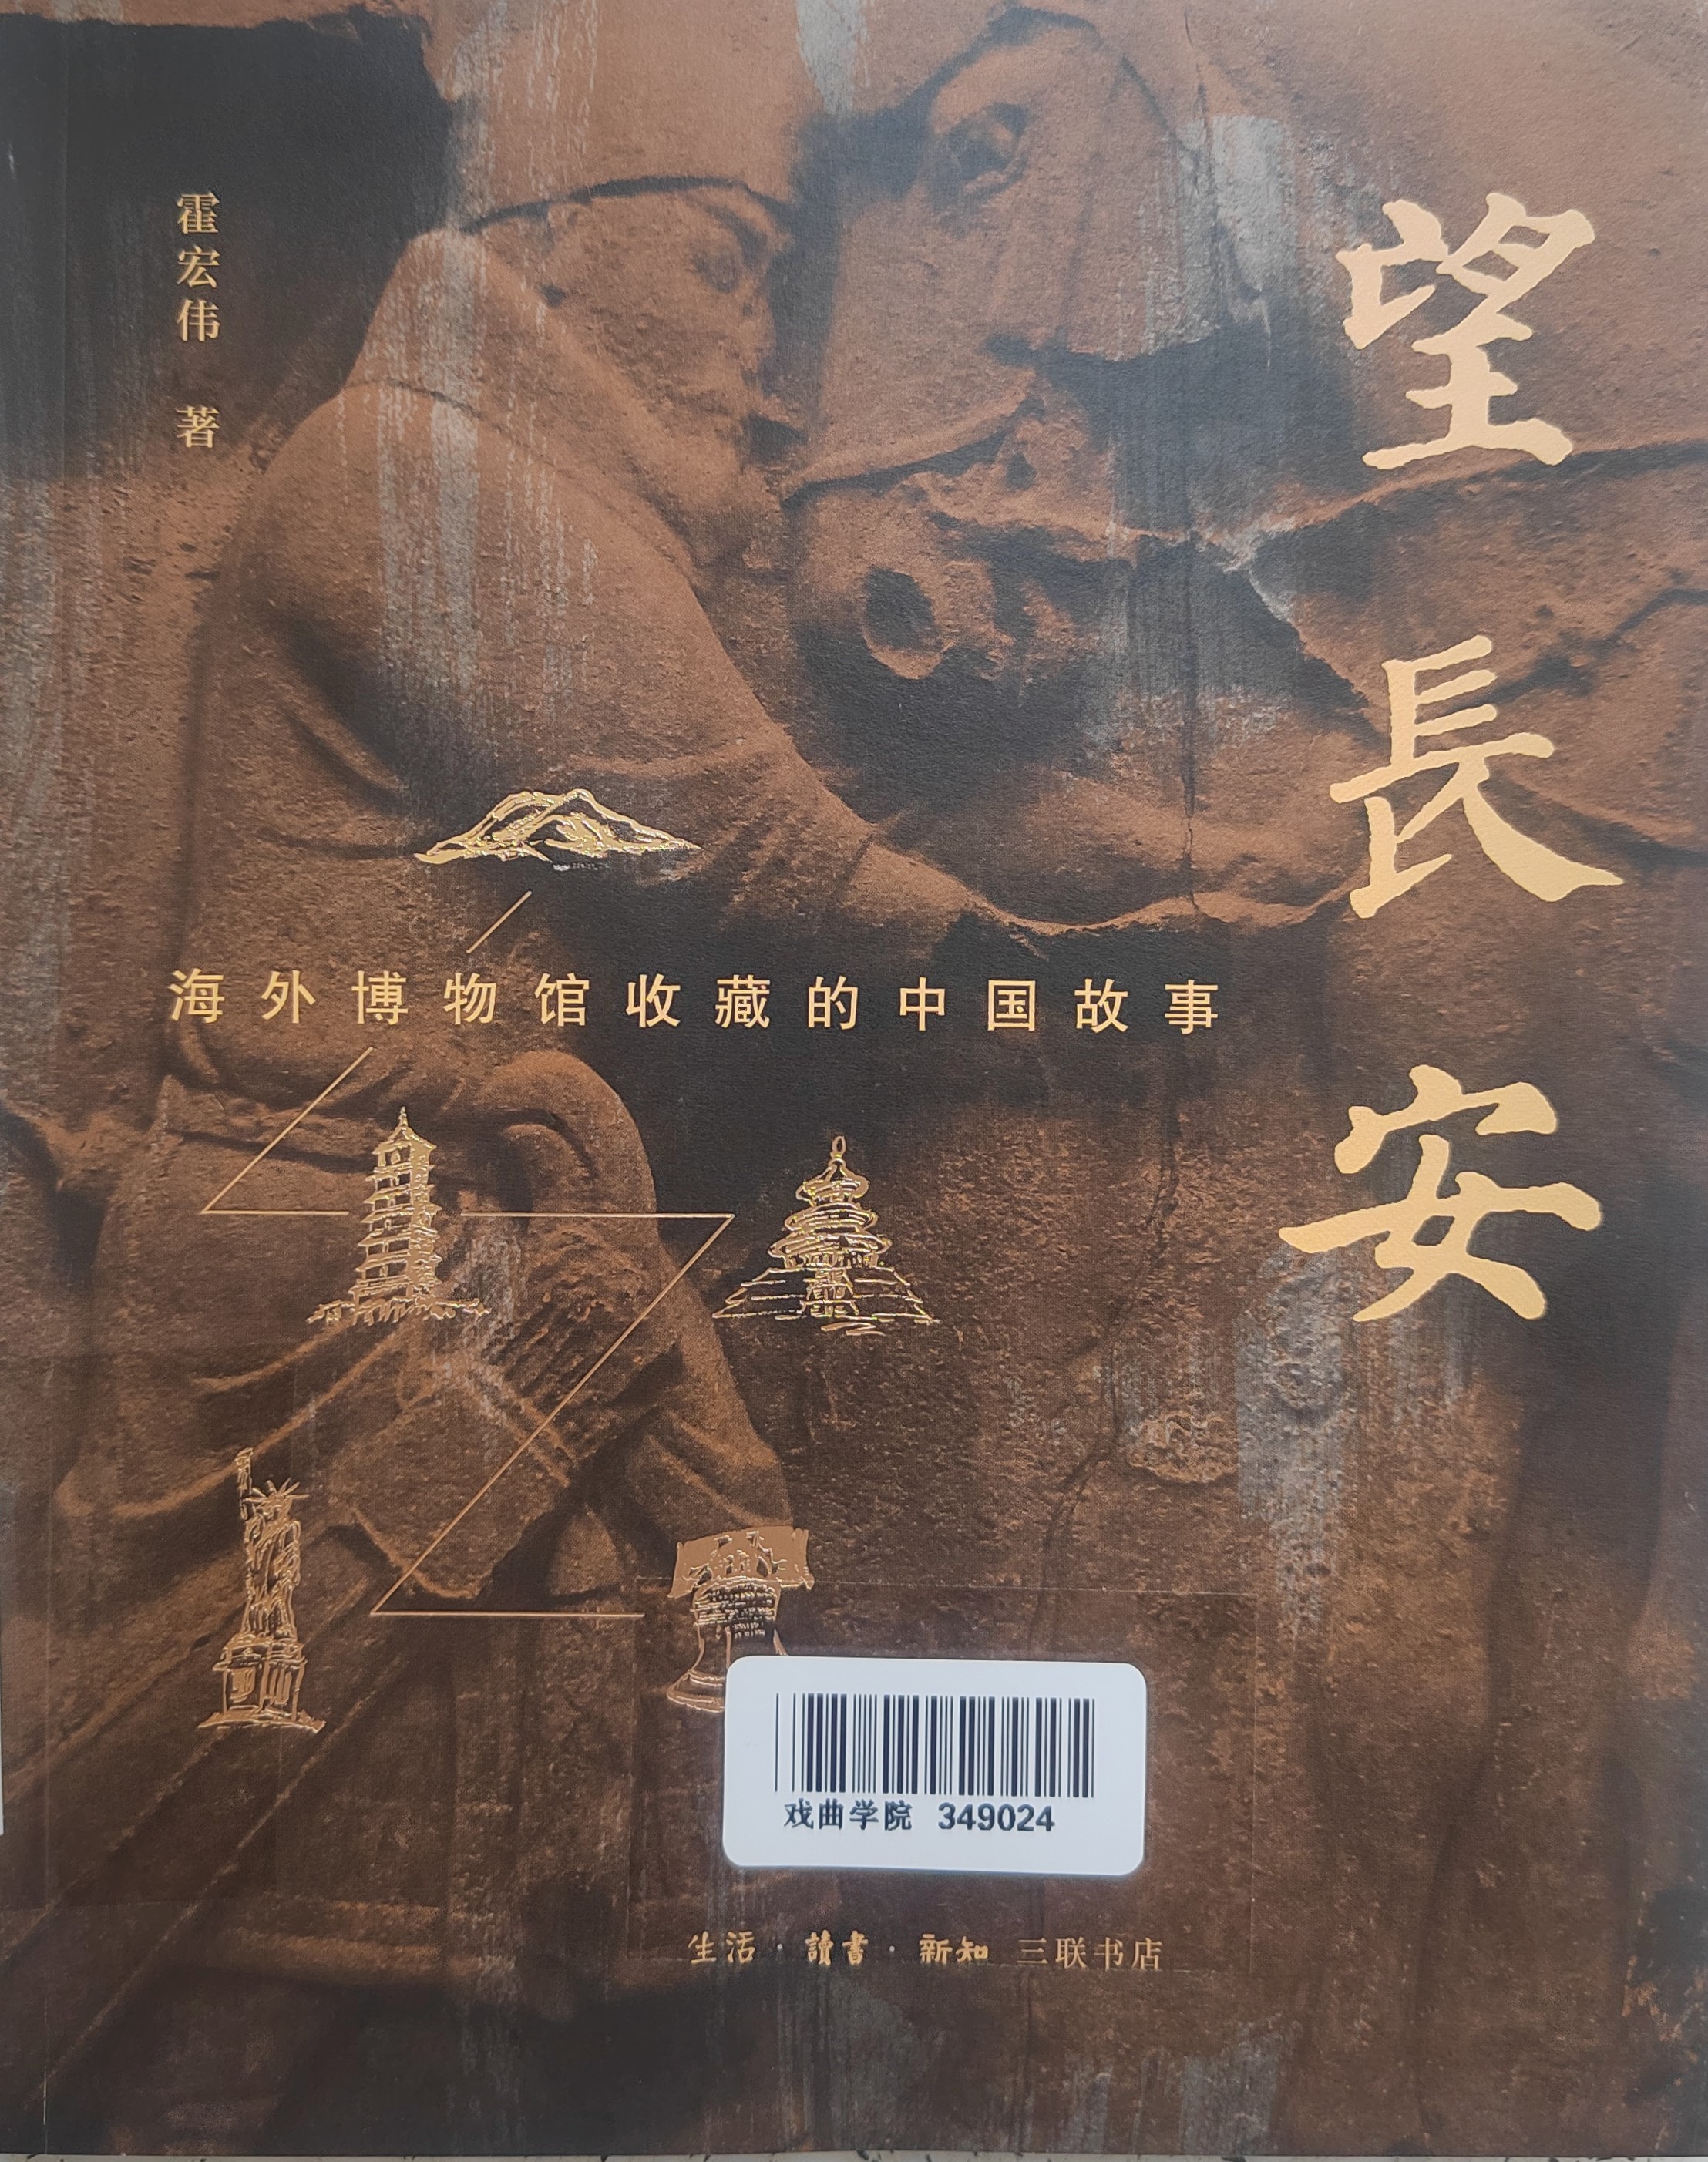 望長安
霍宏伟 著
海外博物馆收藏的中国故事
戏曲学院 349024
生活·讀書·新知 三联书店